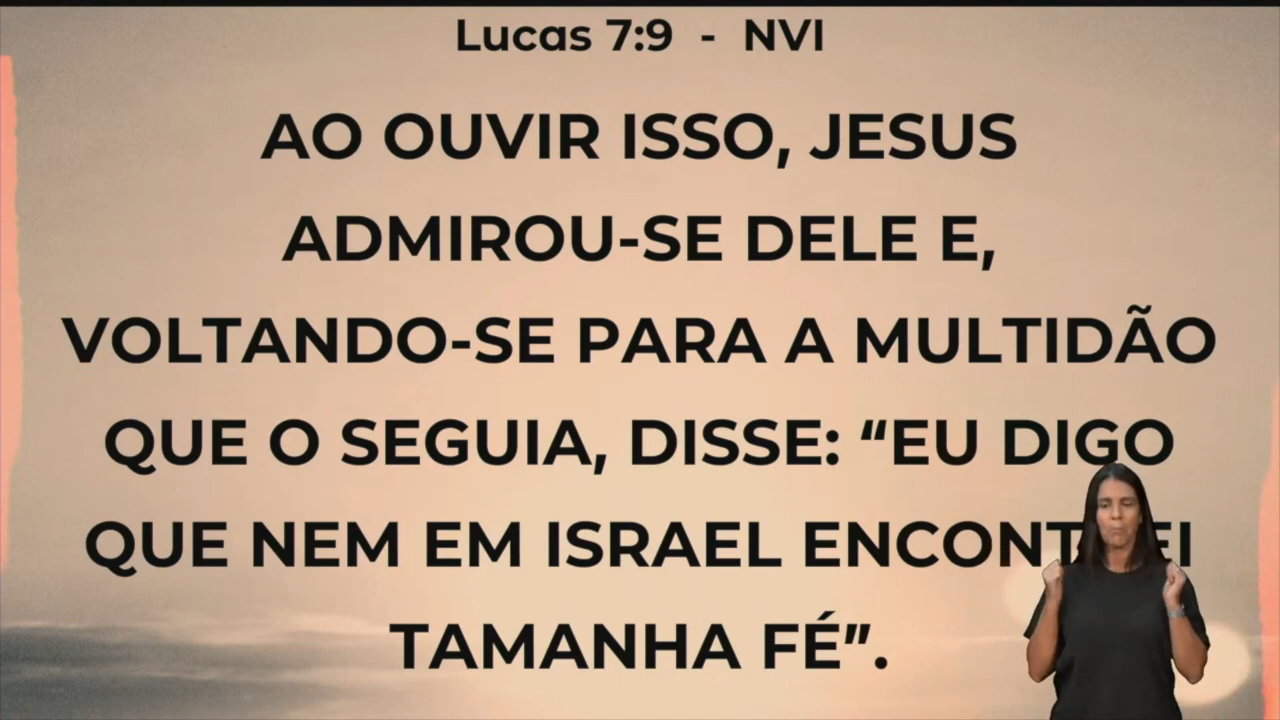 Lucas 7:9 - NVI
AO OUVIR ISSO, JESUS
ADMIROU-SE DELE E,
VOLTANDO-SE PARA A MULTIDÃO
QUE O SEGUIA, DISSE: “EU DIGO
QUE NEM EM ISRAEL
TAMANHA FÉ”.